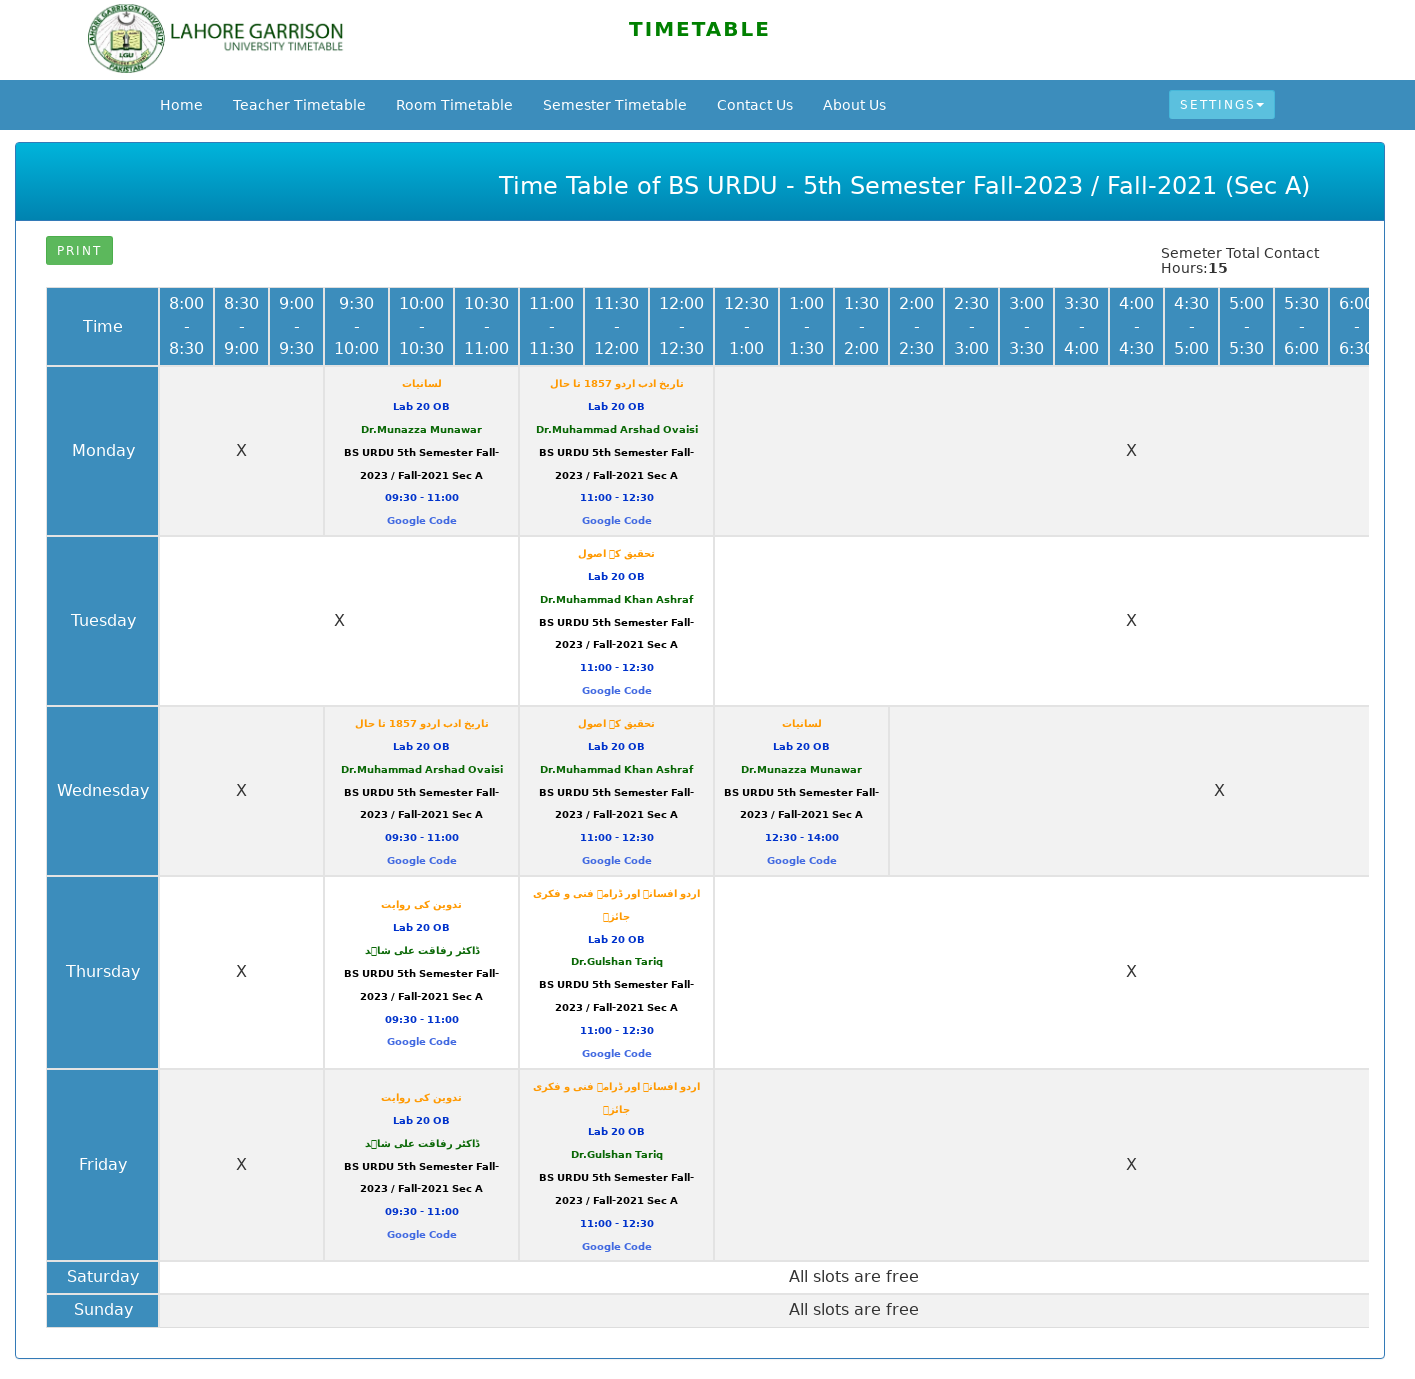 LAHORE GARRISON
UNIVERSITY TIMETABLE
TIMETABLE
Home Teacher Timetable Room Timetable Semester Timetable Contact Us About Us SETTINGS
Time Table of BS URDU - 5th Semester Fall-2023 / Fall-2021 (Sec A)
PRINT
Semeter Total Contact
Hours:15
Time
8:00 - 8:30
8:30 - 9:00
9:00 - 9:30
9:30 - 10:00
10:00 - 10:30
10:30 - 11:00
11:00 - 11:30
11:30 - 12:00
12:00 - 12:30
12:30 - 1:00
1:00 - 1:30
1:30 - 2:00
2:00 - 2:30
2:30 - 3:00
3:00 - 3:30
3:30 - 4:00
4:00 - 4:30
4:30 - 5:00
5:00 - 5:30
5:30 - 6:00
6:00 - 6:30
Monday
X
لسانیات
Lab 20 OB
Dr.Munazza Munawar
BS URDU 5th Semester Fall-
2023 / Fall-2021 Sec A
09:30 - 11:00
Google Code
تاریخ ادب اردو 1857 تا حال
Lab 20 OB
Dr.Muhammad Arshad Ovaisi
BS URDU 5th Semester Fall-
2023 / Fall-2021 Sec A
11:00 - 12:30
Google Code
X
Tuesday
X
تحقیق اصول
Lab 20 OB
Dr.Muhammad Khan Ashraf
BS URDU 5th Semester Fall-
2023 / Fall-2021 Sec A
11:00 - 12:30
Google Code
X
Wednesday
X
تاریخ ادب اردو 1857 تا حال
Lab 20 OB
Dr.Muhammad Arshad Ovaisi
BS URDU 5th Semester Fall-
2023 / Fall-2021 Sec A
09:30 - 11:00
Google Code
تحقیق اصول
Lab 20 OB
Dr.Muhammad Khan Ashraf
BS URDU 5th Semester Fall-
2023 / Fall-2021 Sec A
11:00 - 12:30
Google Code
لسانیات
Lab 20 OB
Dr.Munazza Munawar
BS URDU 5th Semester Fall-
2023 / Fall-2021 Sec A
12:30 - 14:00
Google Code
X
Thursday
X
تدوین کی روایت
Lab 20 OB
ڈاکٹر رفاقت علی
BS URDU 5th Semester Fall-
2023 / Fall-2021 Sec A
09:30 - 11:00
Google Code
اردو اور فنی و فکری
Lab 20 OB
Dr.Gulshan Tariq
BS URDU 5th Semester Fall-
2023 / Fall-2021 Sec A
11:00 - 12:30
Google Code
X
Friday
X
تدوین کی روایت
Lab 20 OB
ڈاکٹر رفاقت علی
BS URDU 5th Semester Fall-
2023 / Fall-2021 Sec A
09:30 - 11:00
Google Code
اردو اور فنی و فکری
Lab 20 OB
Dr.Gulshan Tariq
BS URDU 5th Semester Fall-
2023 / Fall-2021 Sec A
11:00 - 12:30
Google Code
X
Saturday
All slots are free
Sunday
All slots are free